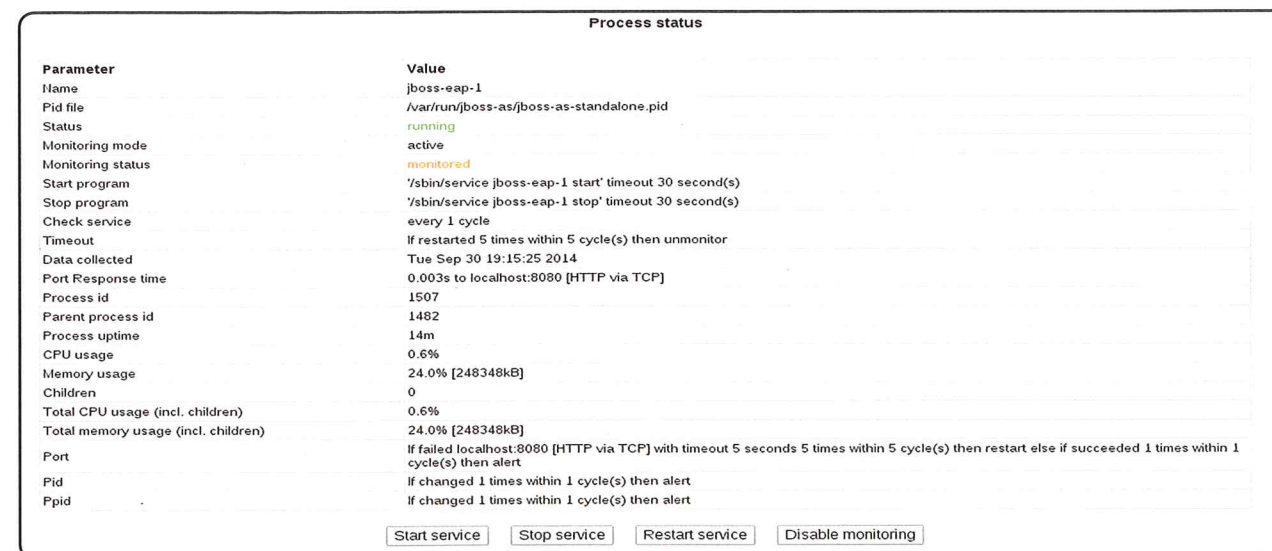 Process status
Parameter Value
Name jboss-eap-1
Pid file /var/run/jboss-as/jboss-as-standalone.pid
Status running
Monitoring mode active
Monitoring status monitored
Start program '/sbin/service jboss-eap-1 start' timeout 30 second(s)
Stop program '/sbin/service jboss-eap-1 stop' timeout 30 second(s)
Check service every 1 cycle
Timeout If restarted 5 times within 5 cycle(s) then unmonitor
Data collected Tue Sep 30 19:15:25 2014
Port Response time 0.003s to localhost:8080 [HTTP via TCP]
Process id 1507
Parent process id 1482
Process uptime 14m
CPU usage 0.6%
Memory usage 24.0% [248348kB]
Children 0
Total CPU usage (incl. children) 0.6%
Total memory usage (incl. children) 24.0% [248348kB]
Port If failed localhost:8080 [HTTP via TCP] with timeout 5 seconds 5 times within 5 cycle(s) then restart else if succeeded 1 times within 1
cycle(s) then alert
Pid If changed 1 times within 1 cycle(s) then alert
Ppid If changed 1 times within 1 cycle(s) then alert
Start service Stop service Restart service Disable monitoring